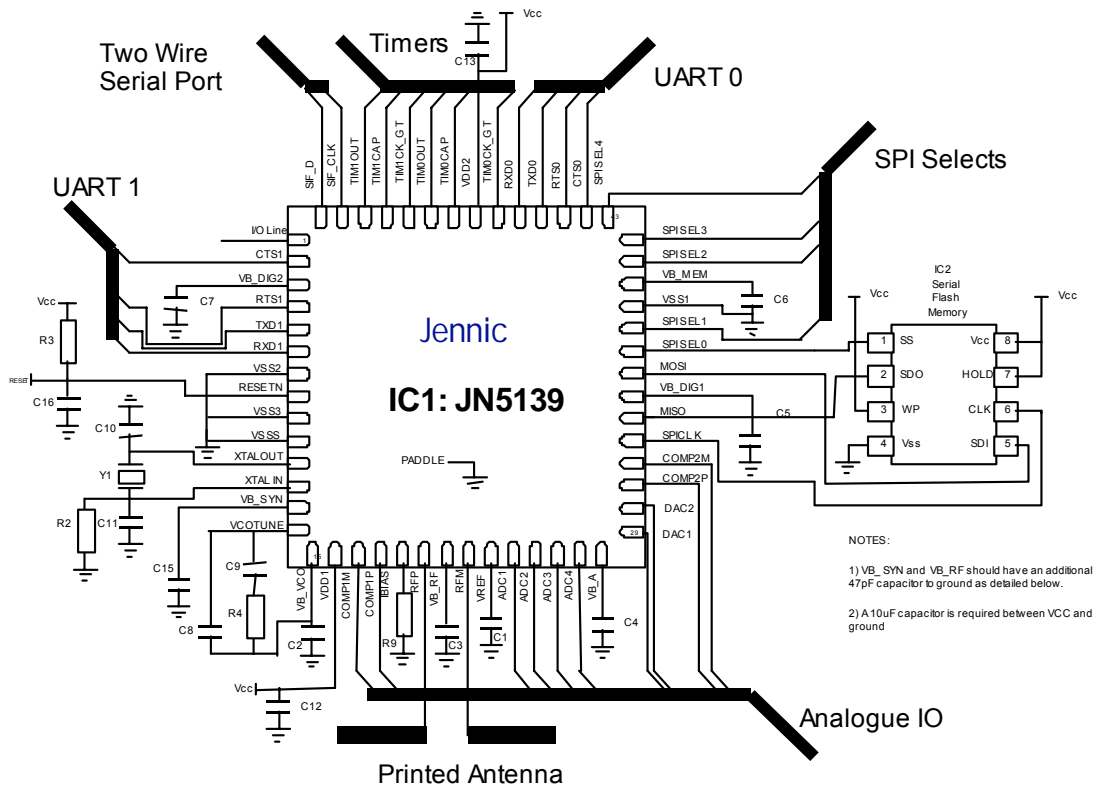 Two Wire
Serial Port
Timers
Vcc
C13
UART 0
SPI Selects
UART 1
SIF_D
SIF_CLK
TIM1OUT
TIM1CAP
TIM1CK_GT
TIM0OUT
TIM0CAP
VDD2
TIM0CK_GT
RXD0
TXD0
RTS0
CTS0
SPISEL4
43
I/O Line
1
CTS1
VB_DIG2
C7
RTS1
TXD1
RXD1
VSS2
RESETN
VSS3
VSSS
XTALOUT
XTALIN
VB_SYN
VCOTUNE
Vcc
R3
RESET
C16
C10
Y1
R2
C11
C15
C9
C8
R4
Jennic
IC1: JN5139
PADDLE
SPISEL3
SPISEL2
VB_MEM
C6
VSS1
SPISEL1
SPISEL0
MOSI
VB_DIG1
MISO
C5
SPICLK
COMP2M
COMP2P
DAC2
29
DAC1
IC2
Serial
Flash
Memory
Vcc
Vcc
1 SS
Vcc 8
2 SDO
HOLD 7
3 WP
CLK 6
4 Vss
SDI 5
15
VB_VCO
VDD1
COMP1M
COMP1P
IBIAS
RFP
VB_RF
RFM
VREF
ADC1
ADC2
ADC3
ADC4
VB_A
C2
R9
C3
C1
C4
Vcc
C12
NOTES:
1) VB_SYN and VB_RF should have an additional
47pF capacitor to ground as detailed below.
2) A 10uF capacitor is required between VCC and
ground
Analogue IO
Printed Antenna